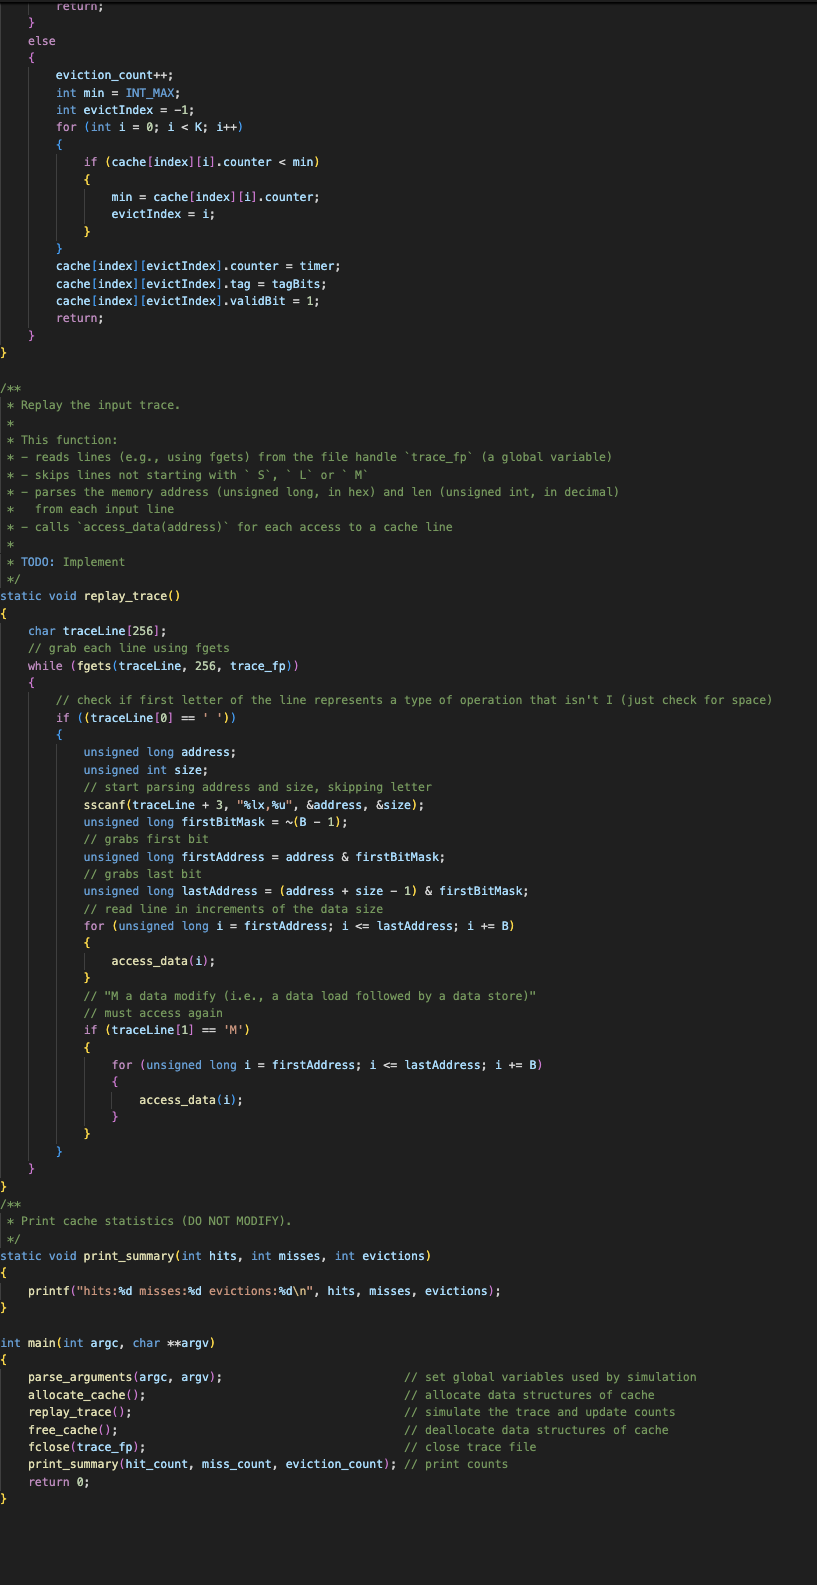 return;
}
else
{
eviction_count++;
int min = INT_MAX;
int evictIndex = -1;
for (int i = 0; i < K; i++)
{
if (cache[index][i].counter < min)
{
min = cache[index][i].counter;
evictIndex = i;
}
}
cache[index][evictIndex].counter = timer;
cache[index][evictIndex].tag = tagBits;
cache[index][evictIndex].validBit = 1;
return;
}
}
/**
* Replay the input trace.
*
* This function:
* - reads lines (e.g., using fgets) from the file handle `trace_fp` (a global variable)
* - skips lines not starting with ` S`, ` L` or ` M`
* - parses the memory address (unsigned long, in hex) and len (unsigned int, in decimal)
*   from each input line
* - calls `access_data(address)` for each access to a cache line
*
* TODO: Implement
*/
static void replay_trace()
{
char traceLine[256];
// grab each line using fgets
while (fgets(traceLine, 256, trace_fp))
{
// check if first letter of the line represents a type of operation that isn't I (just check for space)
if ((traceLine[0] == ' '))
{
unsigned long address;
unsigned int size;
// start parsing address and size, skipping letter
sscanf(traceLine + 3, "%lx,%u", &address, &size);
unsigned long firstBitMask = ~(B - 1);
// grabs first bit
unsigned long firstAddress = address & firstBitMask;
// grabs last bit
unsigned long lastAddress = (address + size - 1) & firstBitMask;
// read line in increments of the data size
for (unsigned long i = firstAddress; i <= lastAddress; i += B)
{
access_data(i);
}
// "M a data modify (i.e., a data load followed by a data store)"
// must access again
if (traceLine[1] == 'M')
{
for (unsigned long i = firstAddress; i <= lastAddress; i += B)
{
access_data(i);
}
}
}
}
}
/**
* Print cache statistics (DO NOT MODIFY).
*/
static void print_summary(int hits, int misses, int evictions)
{
printf("hits:%d misses:%d evictions:%d\n", hits, misses, evictions);
}
int main(int argc, char **argv)
{
parse_arguments(argc, argv); // set global variables used by simulation
allocate_cache(); // allocate data structures of cache
replay_trace(); // simulate the trace and update counts
free_cache(); // deallocate data structures of cache
fclose(trace_fp); // close trace file
print_summary(hit_count, miss_count, eviction_count); // print counts
return 0;
}